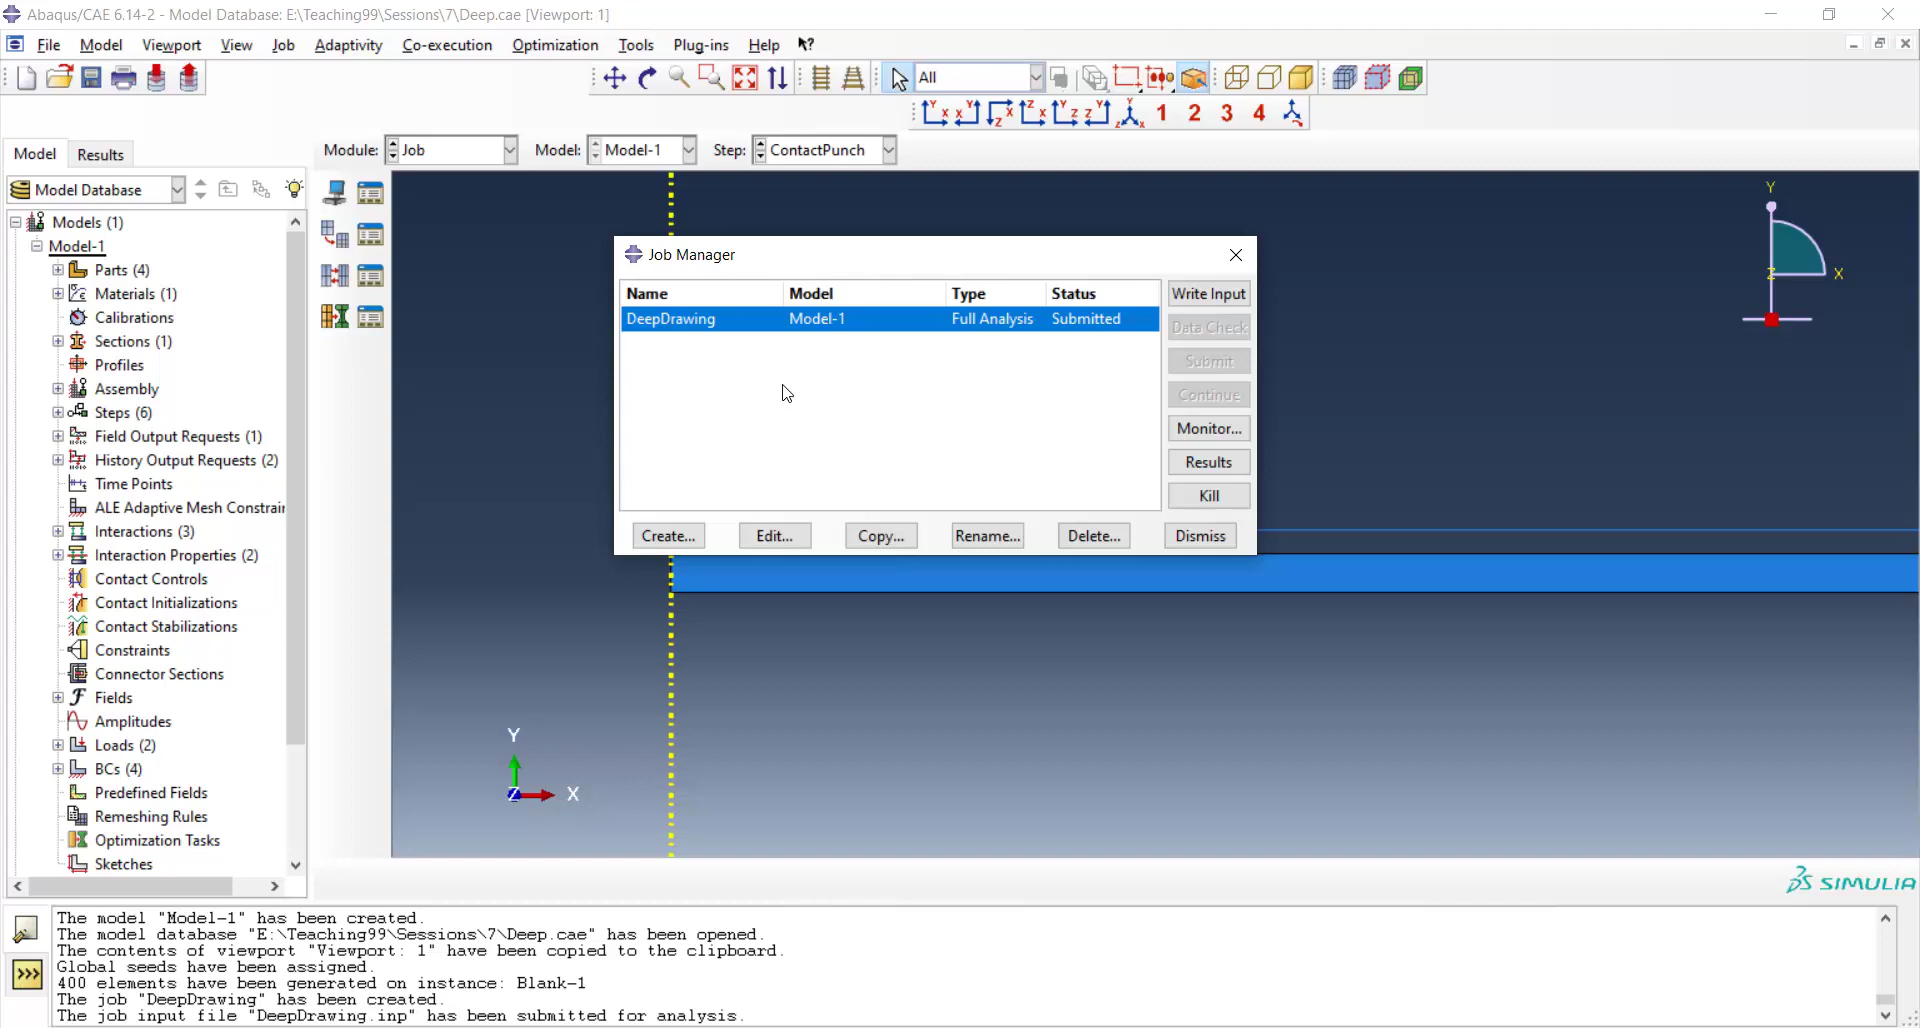 Abaqus/CAE 6.14-2 - Model Database: E:\Teaching99\Sessions\7\Deep.cae [Viewport: 1]
File Model Viewport View Job Adaptivity Co-execution Optimization Tools Plug-ins Help
All
1 2 3 4
Model Results
Module: Job Model: Model-1 Step: ContactPunch
Model Database
Models (1)
Model-1
Parts (4)
Materials (1)
Calibrations
Sections (1)
Profiles
Assembly
Steps (6)
Field Output Requests (1)
History Output Requests (2)
Time Points
ALE Adaptive Mesh Constrai
Interactions (3)
Interaction Properties (2)
Contact Controls
Contact Initializations
Contact Stabilizations
Constraints
Connector Sections
Fields
Amplitudes
Loads (2)
BCs (4)
Predefined Fields
Remeshing Rules
Optimization Tasks
Sketches
Job Manager
Name Model Type Status
DeepDrawing Model-1 Full Analysis Submitted
Write Input
Data Check
Submit
Continue
Monitor...
Results
Kill
Create... Edit... Copy... Rename... Delete... Dismiss
Y
X
Z
Y
X
Z
SIMULIA
The model "Model-1" has been created.
The model database "E:\Teaching99\Sessions\7\Deep.cae" has been opened.
The contents of viewport "Viewport: 1" have been copied to the clipboard.
Global seeds have been assigned.
400 elements have been generated on instance: Blank-1
The job "DeepDrawing" has been created.
The job input file "DeepDrawing.inp" has been submitted for analysis.